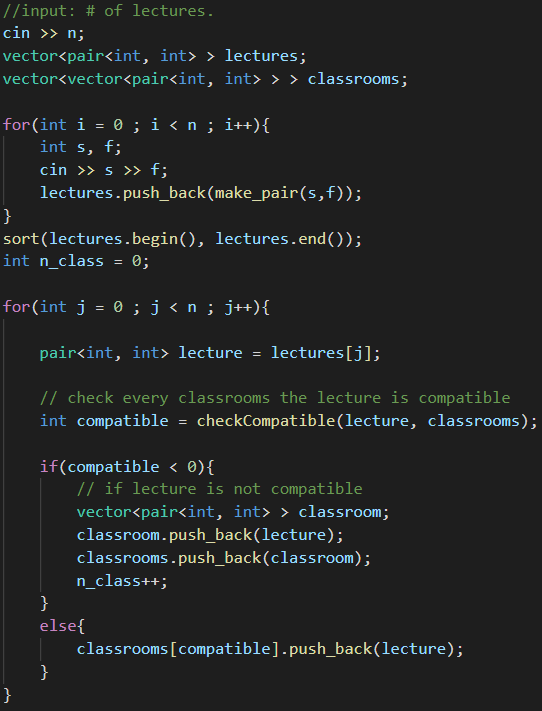 //input: # of lectures.
cin >> n;
vector<pair<int, int> > lectures;
vector<vector<pair<int, int> > > classrooms;
for(int i = 0 ; i < n ; i++){
int s, f;
cin >> s >> f;
lectures.push_back(make_pair(s,f));
}
sort(lectures.begin(), lectures.end());
int n_class = 0;
for(int j = 0 ; j < n ; j++){
pair<int, int> lecture = lectures[j];
// check every classrooms the lecture is compatible
int compatible = checkCompatible(lecture, classrooms);
if(compatible < 0){
// if lecture is not compatible
vector<pair<int, int> > classroom;
classroom.push_back(lecture);
classrooms.push_back(classroom);
n_class++;
}
else{
classrooms[compatible].push_back(lecture);
}
}